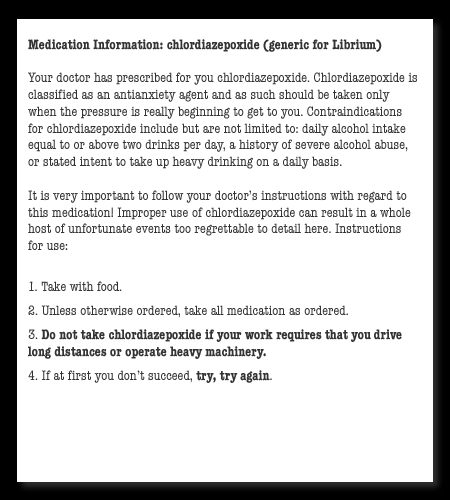 Medication Information: chlordiazepoxide (generic for Librium)
Your doctor has prescribed for you chlordiazepoxide. Chlordiazepoxide is
classified as an antianxiety agent and as such should be taken only
when the pressure is really beginning to get to you. Contraindications
for chlordiazepoxide include but are not limited to: daily alcohol intake
equal to or above two drinks per day, a history of severe alcohol abuse,
or stated intent to take up heavy drinking on a daily basis.
It is very important to follow your doctor's instructions with regard to
this medication! Improper use of chlordiazepoxide can result in a whole
host of unfortunate events too regrettable to detail here. Instructions
for use:
1. Take with food.
2. Unless otherwise ordered, take all medication as ordered.
3. Do not take chlordiazepoxide if your work requires that you drive
long distances or operate heavy machinery.
4. If at first you don't succeed, try, try again.